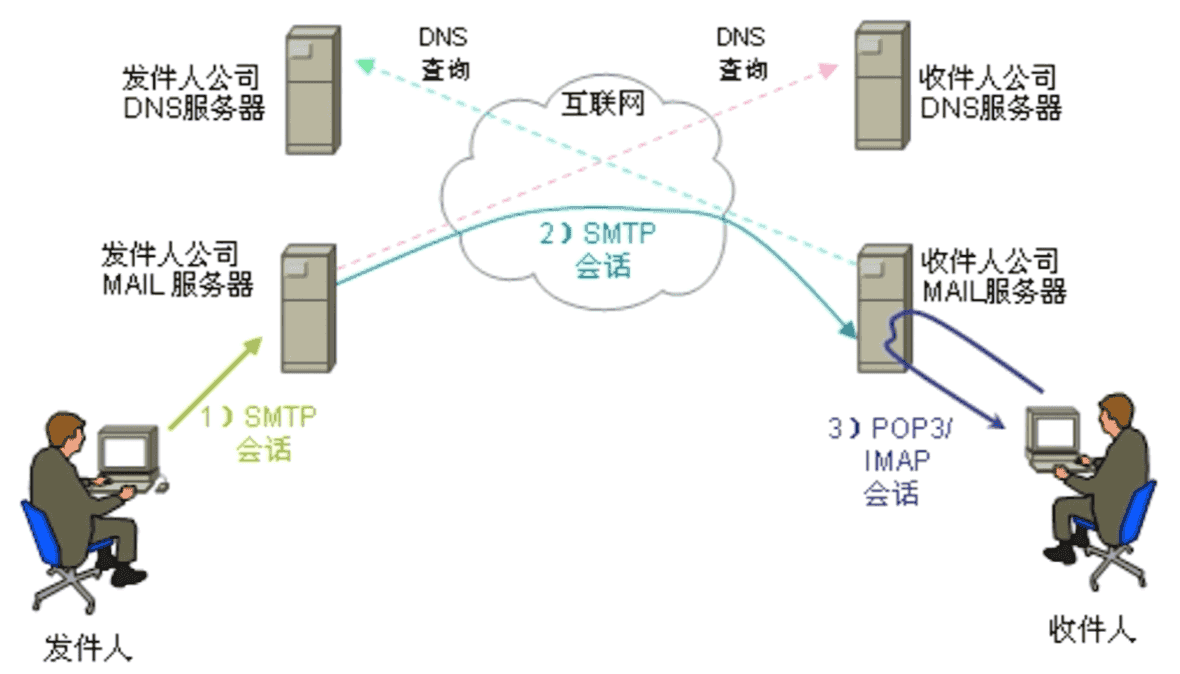 DNS
查询
DNS
查询
发件人公司
DNS服务器
互联网
收件人公司
DNS服务器
发件人公司
MAIL 服务器
2）SMTP
会话
收件人公司
MAIL服务器
1）SMTP
会话
3）POP3/
IMAP
会话
发件人
收件人